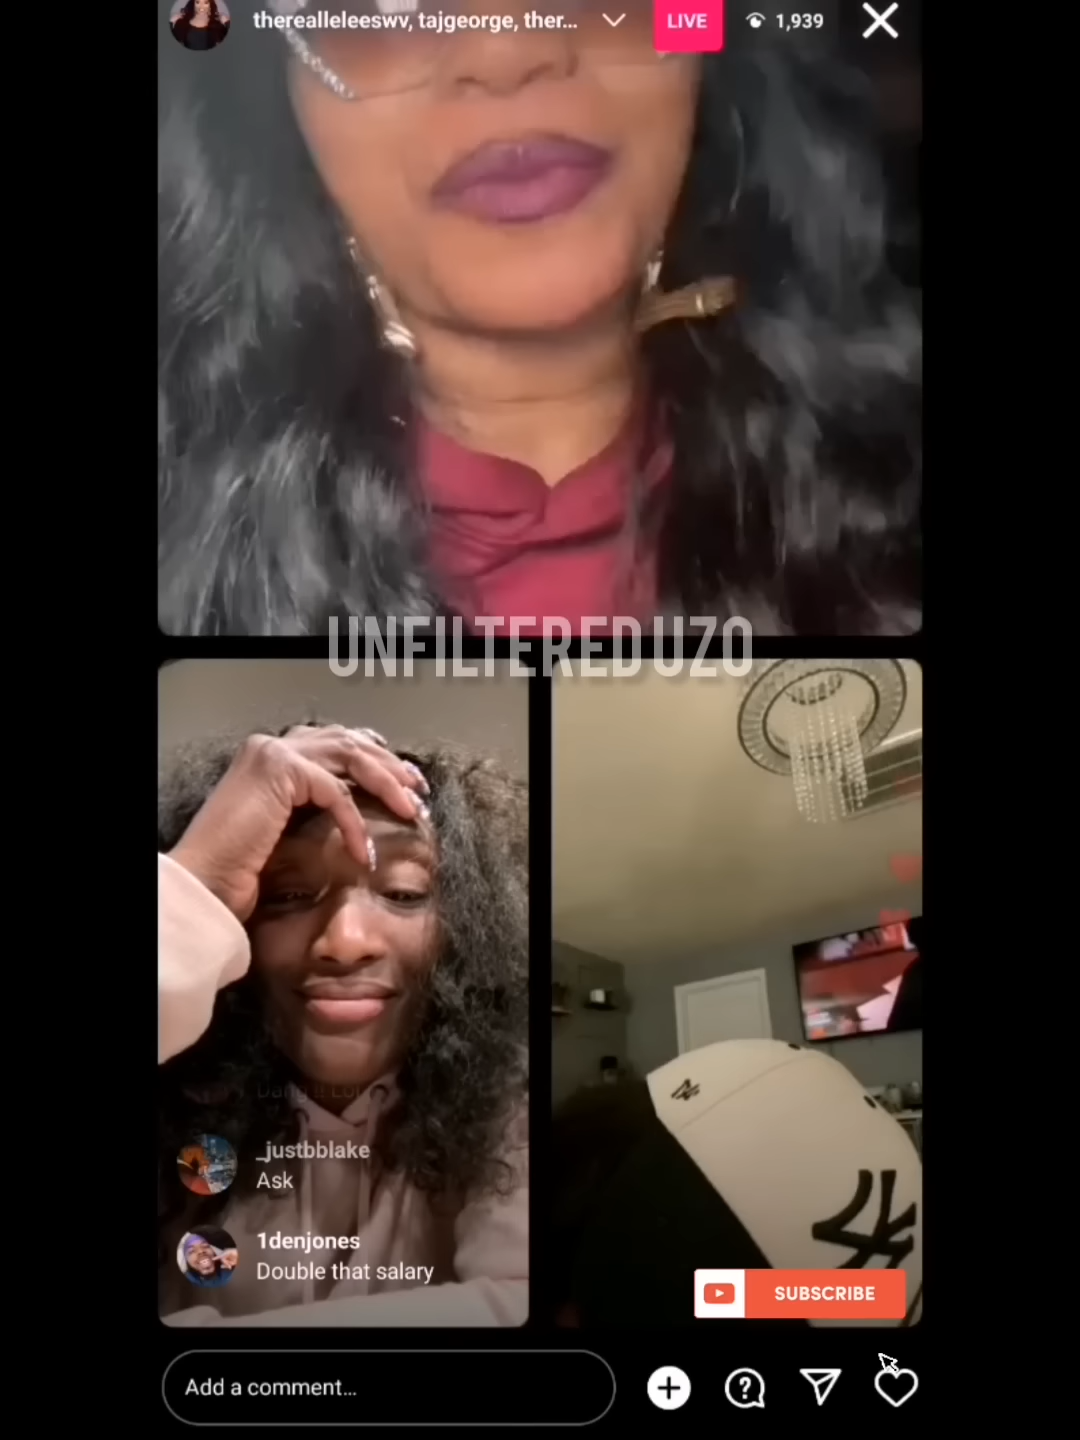 therealleleeswv, tajgeorge, ther...
LIVE
1,939
UNFILTEREDUZO
_justbblake
Ask
1denjones
Double that salary
SUBSCRIBE
Add a comment...